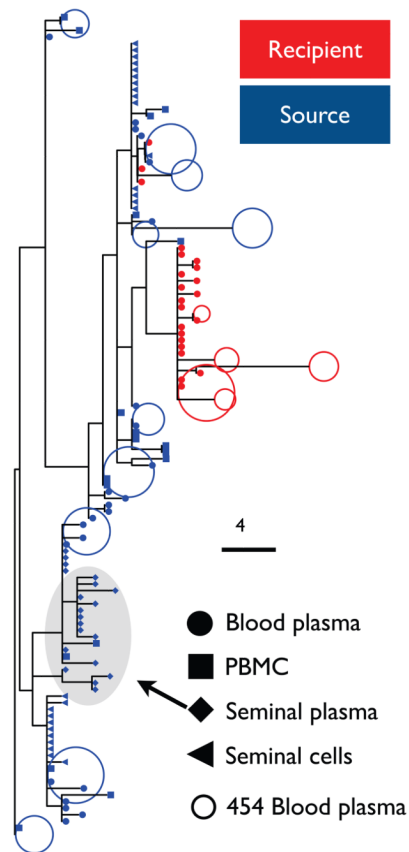 Recipient
Source
4
Blood plasma
PBMC
Seminal plasma
Seminal cells
454 Blood plasma